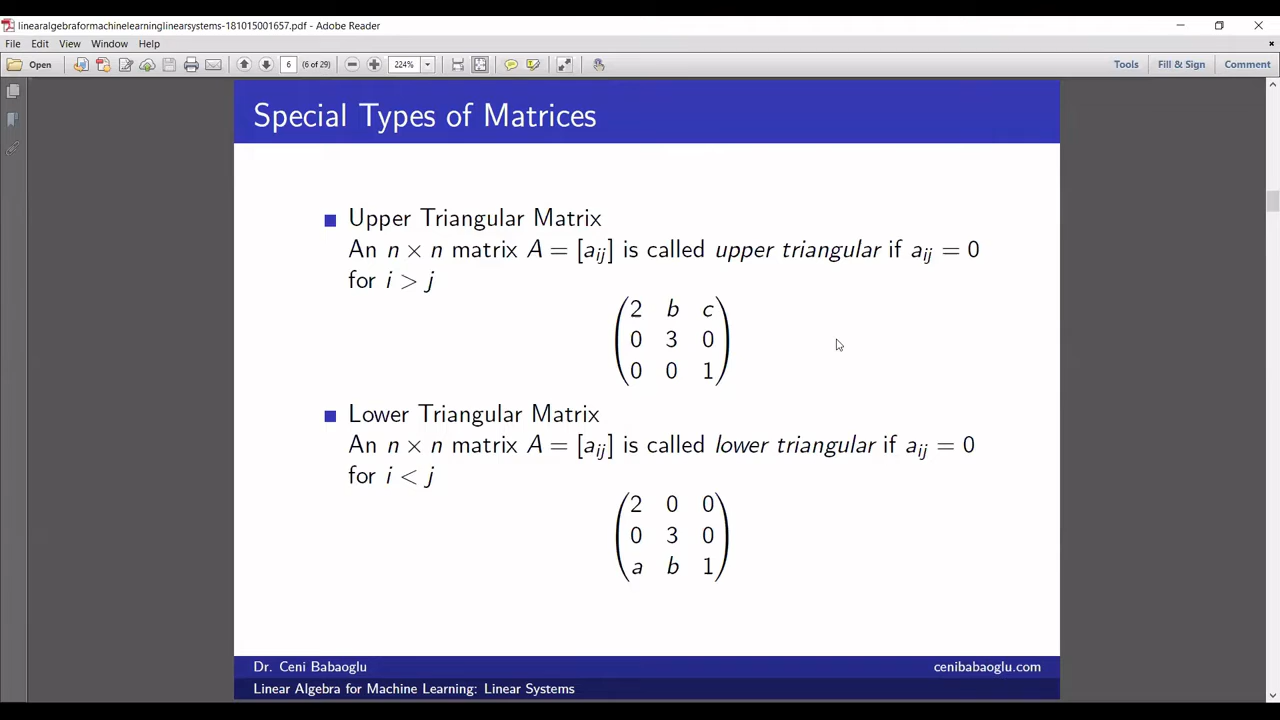 linearalgebraformachinelearninglinearsystems-181015001657.pdf - Adobe Reader
File Edit View Window Help
Open 6 (6 of 29) 224% Tools Fill & Sign Comment
Special Types of Matrices
Upper Triangular Matrix
An n × n matrix A = [aij] is called upper triangular if aij = 0
for i > j
2 b c
0 3 0
0 0 1
Lower Triangular Matrix
An n × n matrix A = [aij] is called lower triangular if aij = 0
for i < j
2 0 0
0 3 0
a b 1
Dr. Ceni Babaoglu cenibabaoglu.com
Linear Algebra for Machine Learning: Linear Systems